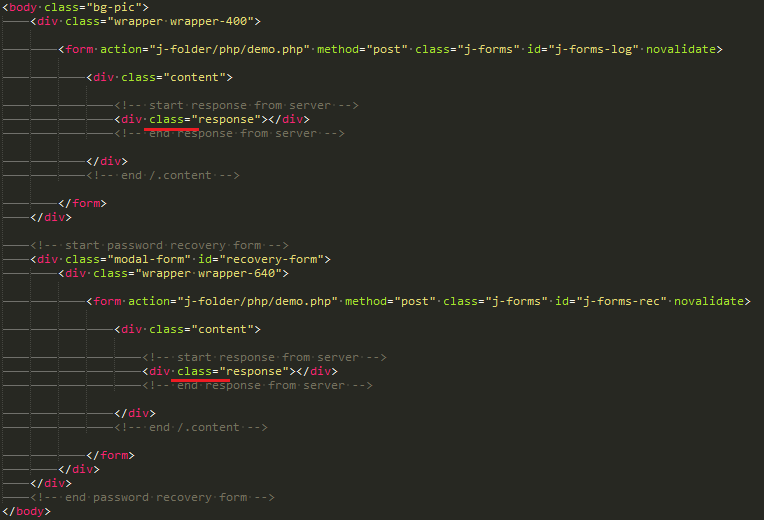 <body class="bg-pic">
<div class="wrapper wrapper-400">
<form action="j-folder/php/demo.php" method="post" class="j-forms" id="j-forms-log" novalidate>
<div class="content">
<!-- start response from server -->
<div class="response"></div>
<!-- end response from server -->
</div>
<!-- end /.content -->
</form>
</div>
<!-- start password recovery form -->
<div class="modal-form" id="recovery-form">
<div class="wrapper wrapper-640">
<form action="j-folder/php/demo.php" method="post" class="j-forms" id="j-forms-rec" novalidate>
<div class="content">
<!-- start response from server -->
<div class="response"></div>
<!-- end response from server -->
</div>
<!-- end /.content -->
</form>
</div>
</div>
<!-- end password recovery form -->
</body>